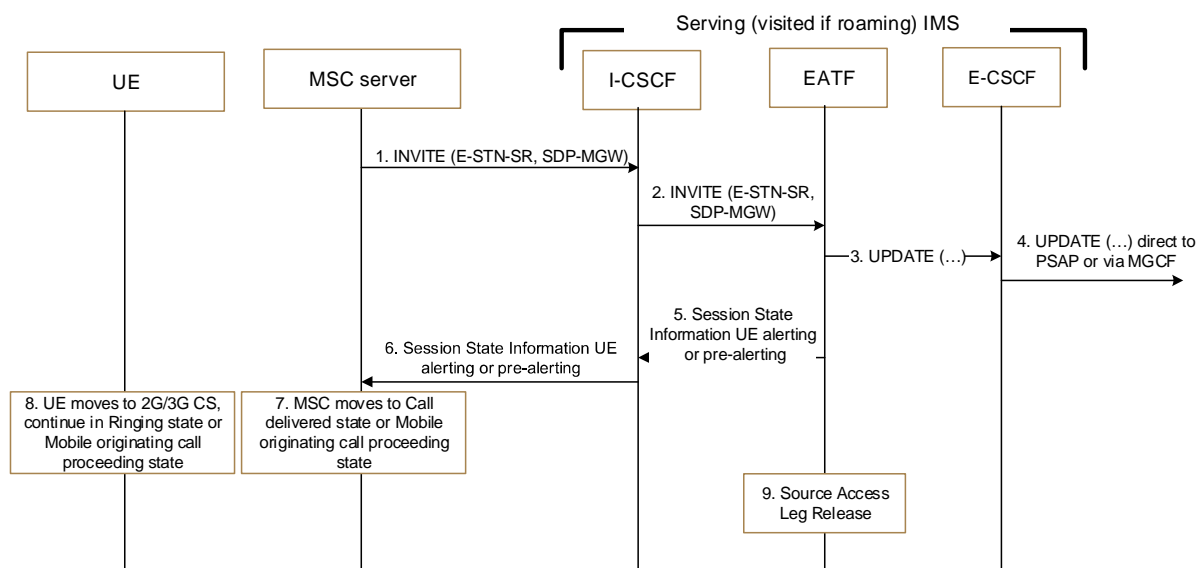 Serving (visited if roaming) IMS
UE
MSC server
I-CSCF
EATF
E-CSCF
1. INVITE (E-STN-SR, SDP-MGW)
2. INVITE (E-STN-SR,
SDP-MGW)
3. UPDATE (…)
4. UPDATE (…) direct to
PSAP or via MGCF
5. Session State
Information UE alerting
or pre-alerting
6. Session State Information UE
alerting or pre-alerting
8. UE moves to 2G/3G CS,
continue in Ringing state or
Mobile originating call
proceeding state
7. MSC moves to Call
delivered state or Mobile
originating call proceeding
state
9. Source Access
Leg Release